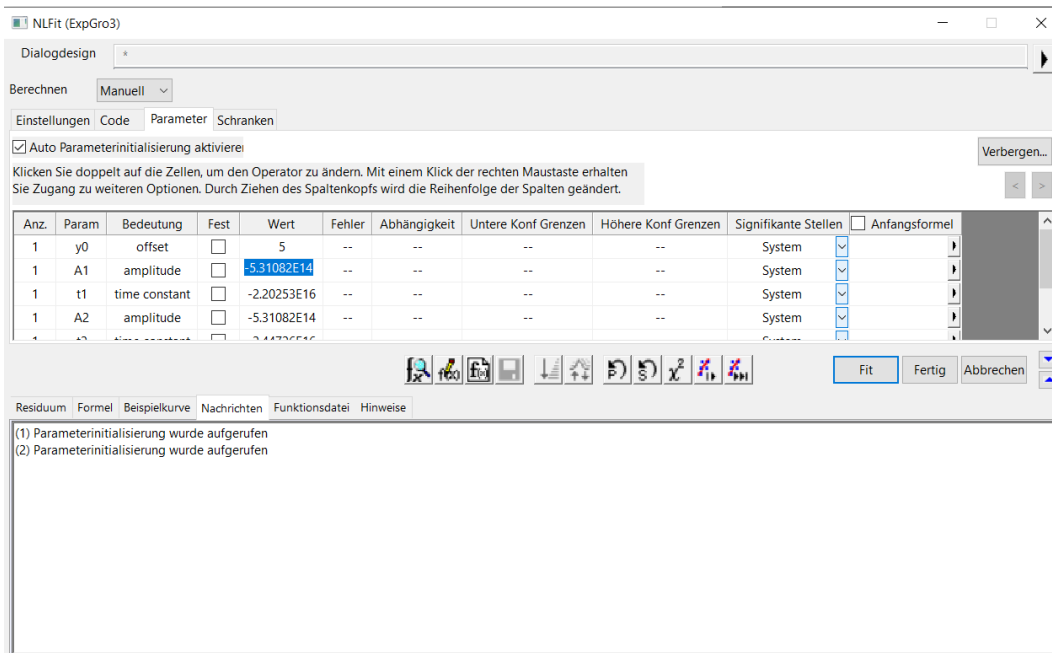 NLFit (ExpGro3)
Dialogdesign *
Berechnen Manuell
Einstellungen Code Parameter Schranken
Auto Parameterinitialisierung aktiviere
Verbergen...
Klicken Sie doppelt auf die Zellen, um den Operator zu ändern. Mit einem Klick der rechten Maustaste erhalten
Sie Zugang zu weiteren Optionen. Durch Ziehen des Spaltenkopfs wird die Reihenfolge der Spalten geändert.
< >
Anz. Param Bedeutung Fest Wert Fehler Abhängigkeit Untere Konf Grenzen Höhere Konf Grenzen Signifikante Stellen Anfangsformel
1 y0 offset 5 -- -- -- -- System
1 A1 amplitude -5.31082E14 -- -- -- -- System
1 t1 time constant -2.20253E16 -- -- -- -- System
1 A2 amplitude -5.31082E14 -- -- -- -- System
Fit Fertig Abbrechen
Residuum Formel Beispielkurve Nachrichten Funktionsdatei Hinweise
(1) Parameterinitialisierung wurde aufgerufen
(2) Parameterinitialisierung wurde aufgerufen